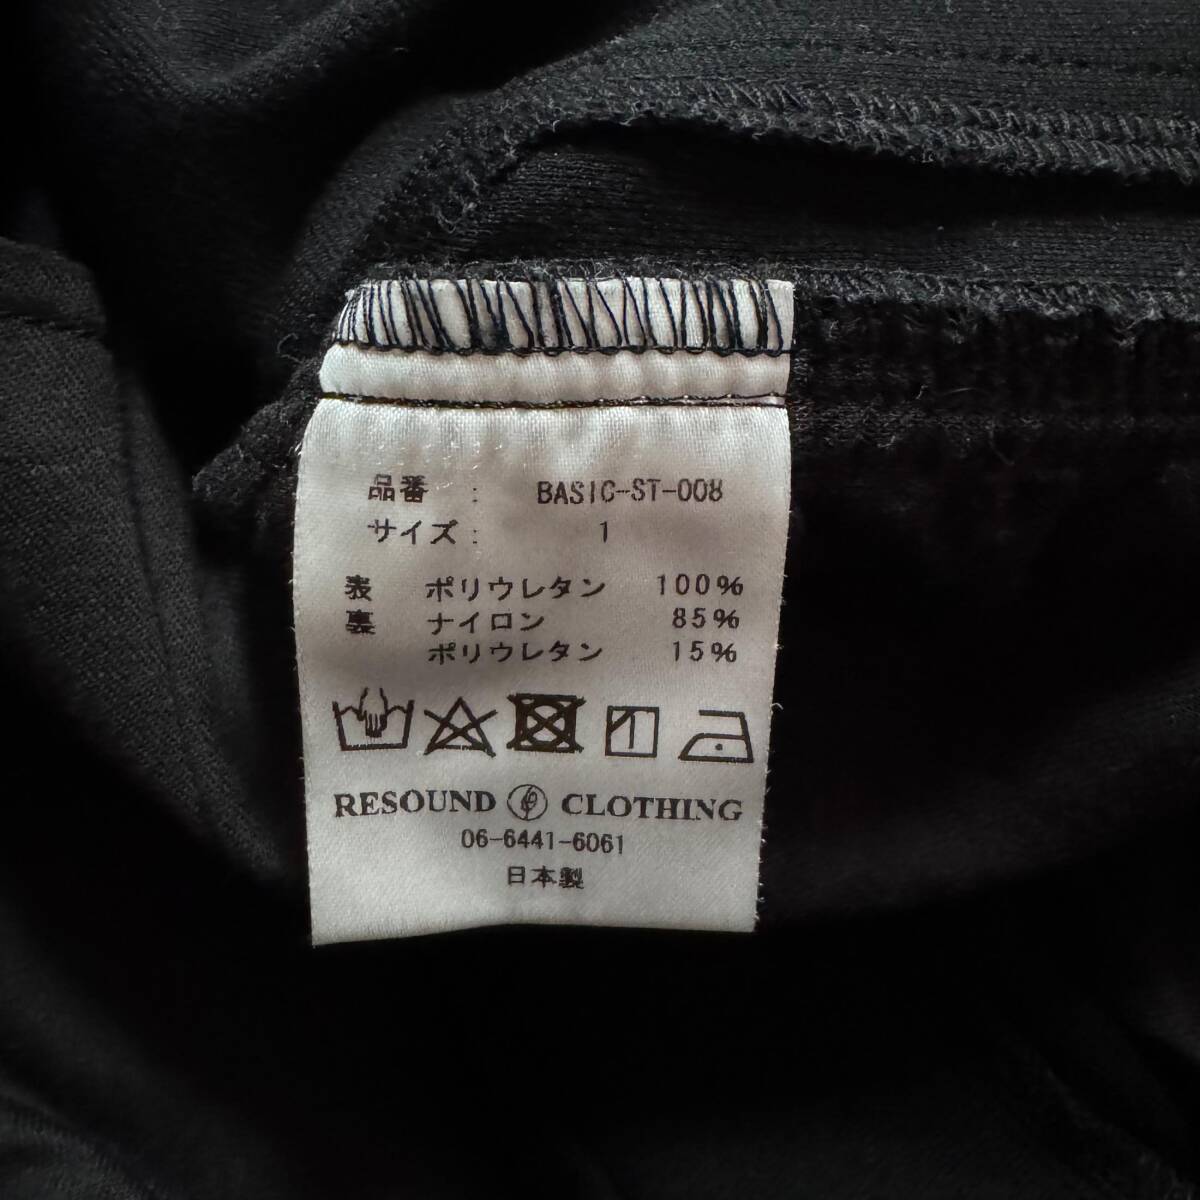 品番 : BASIC-ST-008
サイズ : 1
表 ポリウレタン 100%
裏 ナイロン 85%
ポリウレタン 15%
RESOUND CLOTHING
06-6441-6061
日本製